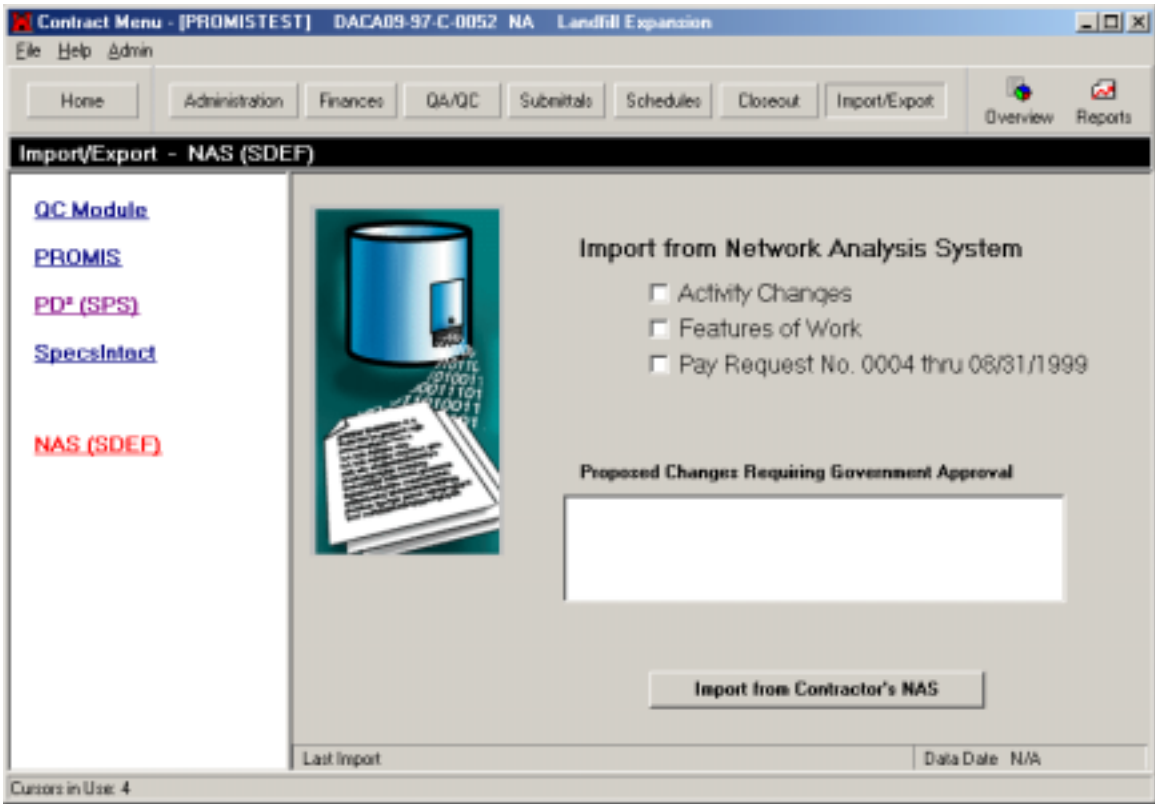 Contract Menu - [PROMISTEST] DACA09-97-C-0052 NA Landfill Expansion
File Help Admin
Home Administration Finances QA/QC Submittals Schedules Closeout Import/Export Overview Reports
Import/Export - NAS (SDEF)
QC Module
PROMIS
PD² (SPS)
SpecsIntact
NAS (SDEF)
Import from Network Analysis System
Activity Changes
Features of Work
Pay Request No. 0004 thru 08/31/1999
Proposed Changes Requiring Government Approval
Import from Contractor's NAS
Last Import Data Date N/A
Cursors in Use: 4